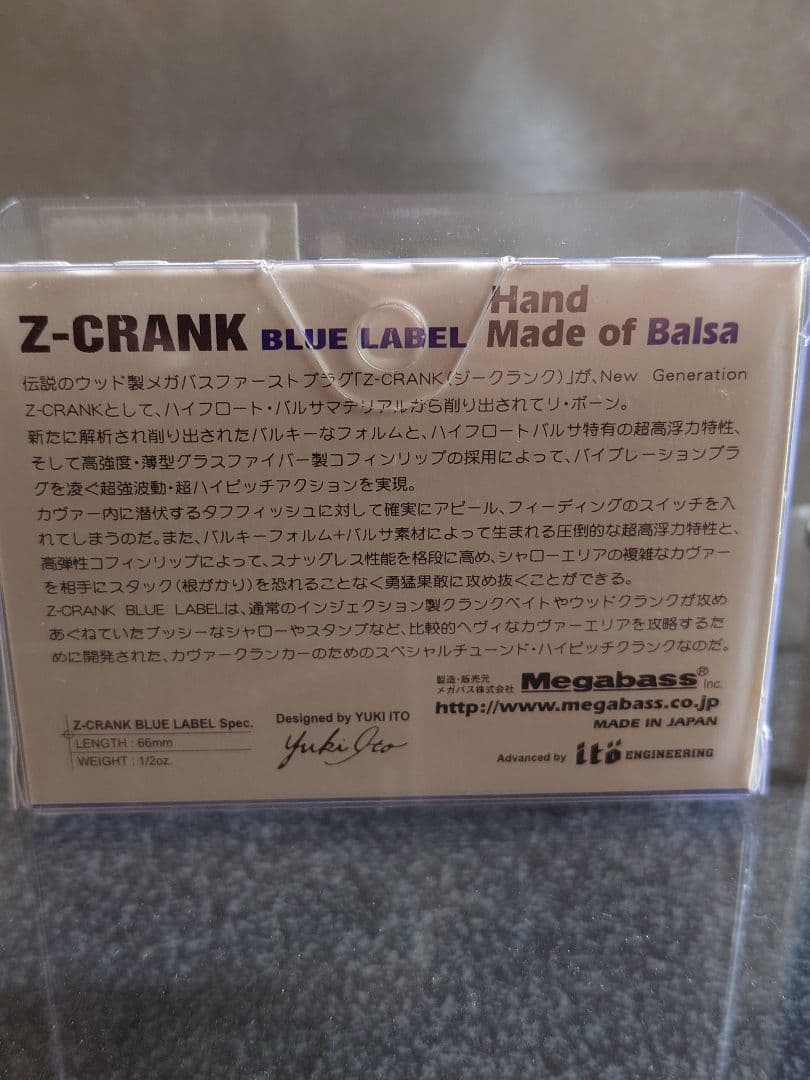 Z-CRANK BLUE LABEL Hand Made of Balsa
伝説のウッド製メガバスファーストプラグ「Z-CRANK(ジークランク)」が、New Generation
Z-CRANKとして、ハイフロート・バルサマテリアルから削り出されてリ・ボーン。
新たに解析され削り出されたバルキーなフォルムと、ハイフロートバルサ特有の超高浮力特性、
そして高強度・薄型グラスファイバー製コフィンリップの採用によって、バイブレーションプラ
グを凌ぐ超強波動・超ハイピッチアクションを実現。
カヴァー内に潜伏するタフフィッシュに対して確実にアピール、フィーディングのスイッチを入
れてしまうのだ。また、バルキーフォルム+バルサ素材によって生まれる圧倒的な超高浮力特性と、
高弾性コフィンリップによって、スナッグレス性能を格段に高め、シャローエリアの複雑なカヴァー
を相手にスタック(根がかり)を恐れることなく勇猛果敢に攻め抜くことができる。
Z-CRANK BLUE LABELは、通常のインジェクション製クランクベイトやウッドクランクが攻め
あぐねていたブッシーなシャローやスタンプなど、比較的ヘヴィなカヴァーエリアを攻略するた
めに開発された、カヴァークランカーのためのスペシャルチューンド・ハイピッチクランクなのだ。
製造・販売元
メガバス株式会社 Megabass® Inc.
http://www.megabass.co.jp
MADE IN JAPAN
Z-CRANK BLUE LABEL Spec.
LENGTH : 66mm
WEIGHT : 1/2oz.
Designed by YUKI ITO
Yuki Ito
Advanced by itö ENGINEERING